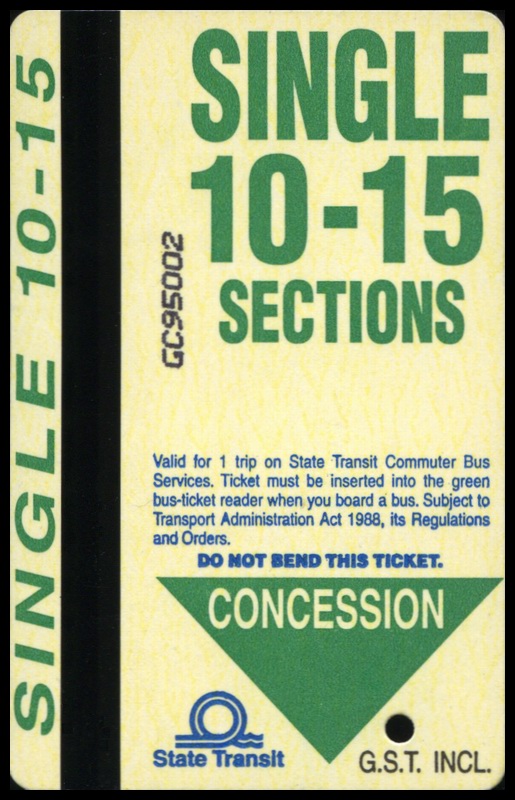 SINGLE 10-15
SINGLE
10-15
SECTIONS
GC95002
Valid for 1 trip on State Transit Commuter Bus
Services. Ticket must be inserted into the green
bus-ticket reader when you board a bus. Subject to
Transport Administration Act 1988, its Regulations
and Orders.
DO NOT BEND THIS TICKET.
CONCESSION
State Transit
G.S.T. INCL.